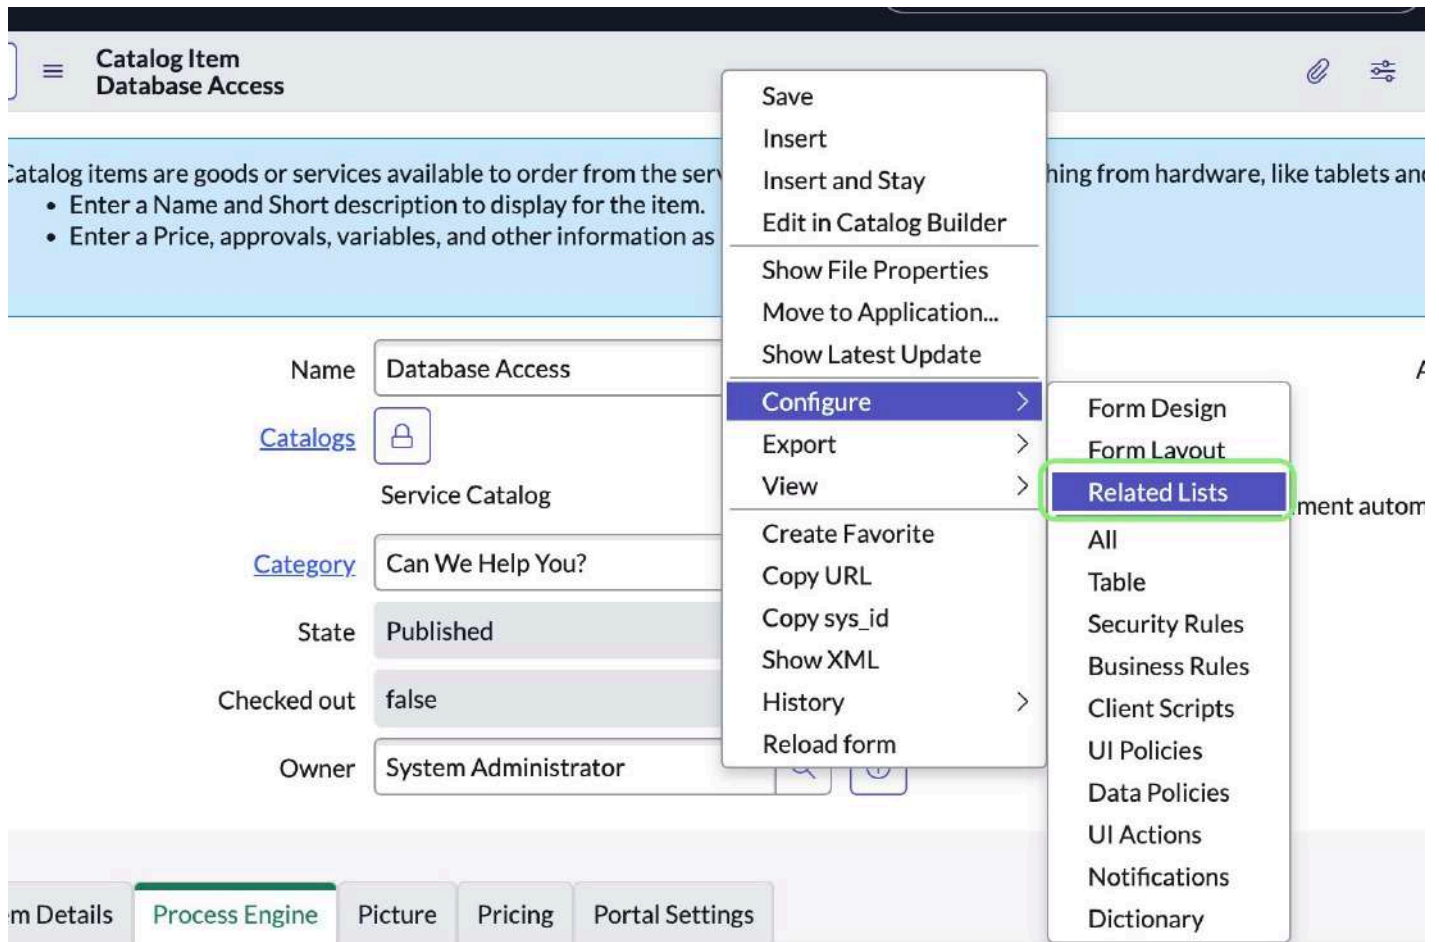 Catalog Item
Database Access
Catalog items are goods or services available to order from the ser
hing from hardware, like tablets an
• Enter a Name and Short description to display for the item.
• Enter a Price, approvals, variables, and other information as
Save
Insert
Insert and Stay
Edit in Catalog Builder
Show File Properties
Move to Application...
Show Latest Update
Configure
Export
View
Create Favorite
Copy URL
Copy sys_id
Show XML
History
Reload form
Form Design
Form Layout
Related Lists
All
Table
Security Rules
Business Rules
Client Scripts
UI Policies
Data Policies
UI Actions
Notifications
Dictionary
Name
Database Access
Catalogs
Service Catalog
ment autom
Category
Can We Help You?
State
Published
Checked out
false
Owner
System Administrator
m Details
Process Engine
Picture
Pricing
Portal Settings